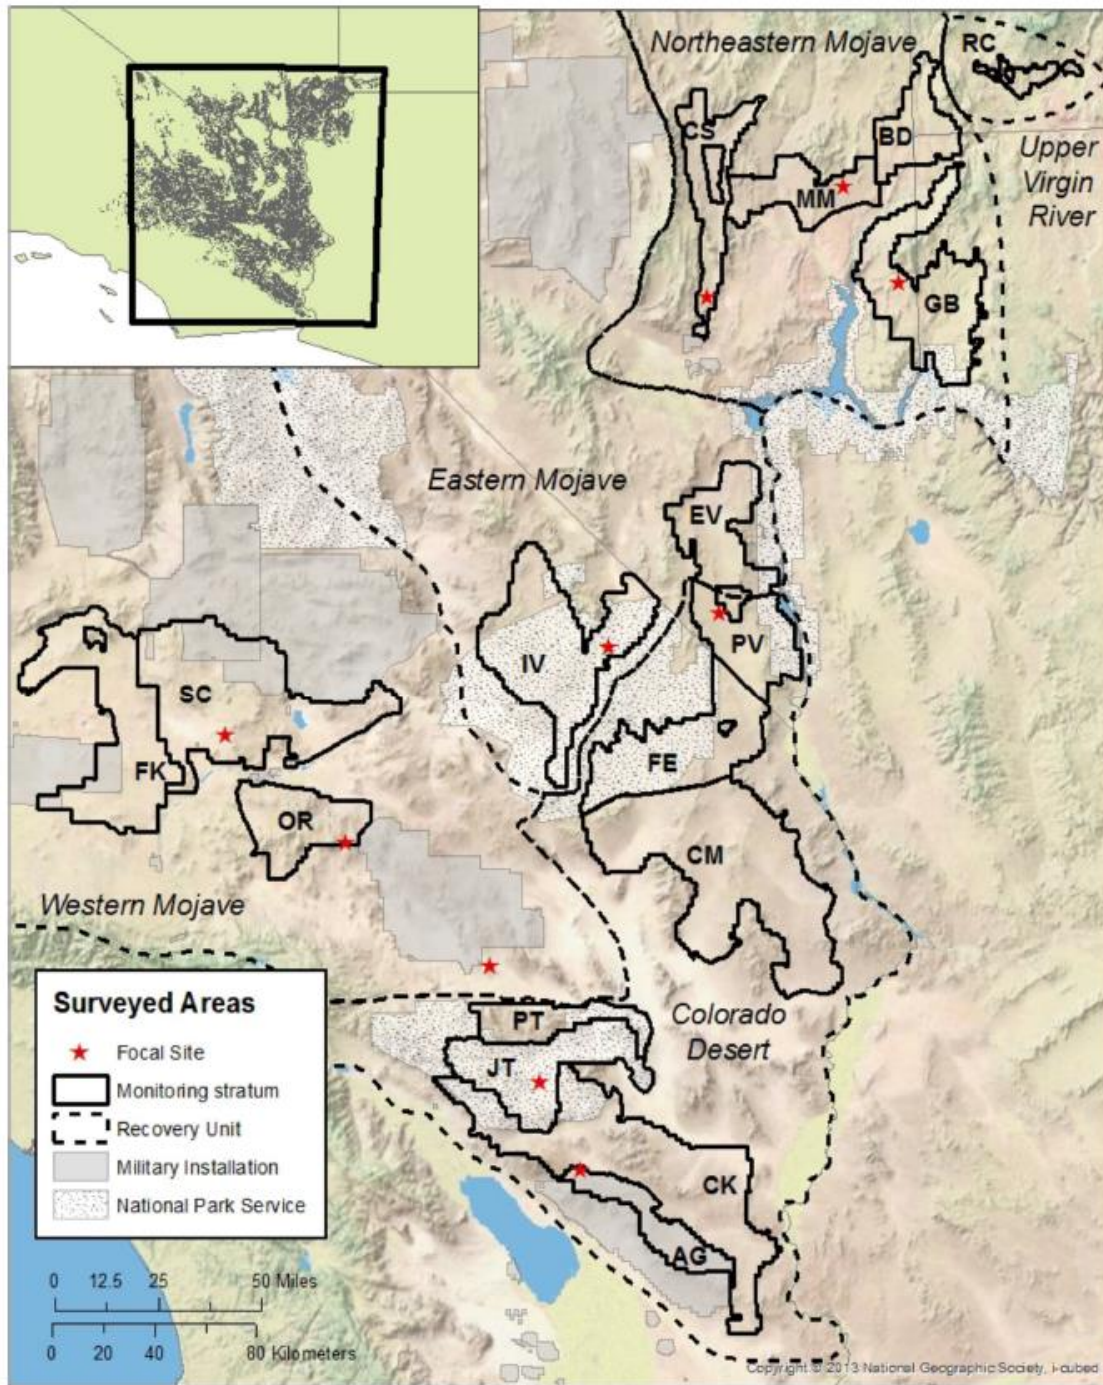 Northeastern Mojave
RC
CS
BD
MM
Upper
Virgin
River
GB
Eastern Mojave
EV
PV
IV
SC
FK
FE
OR
CM
Western Mojave
Surveyed Areas
Focal Site
Monitoring stratum
Recovery Unit
Military Installation
National Park Service
PT
Colorado
Desert
JT
CK
AG
0 12.5 25 50 Miles
0 20 40 80 Kilometers
Copyright © 2013 National Geographic Society, i-cubed